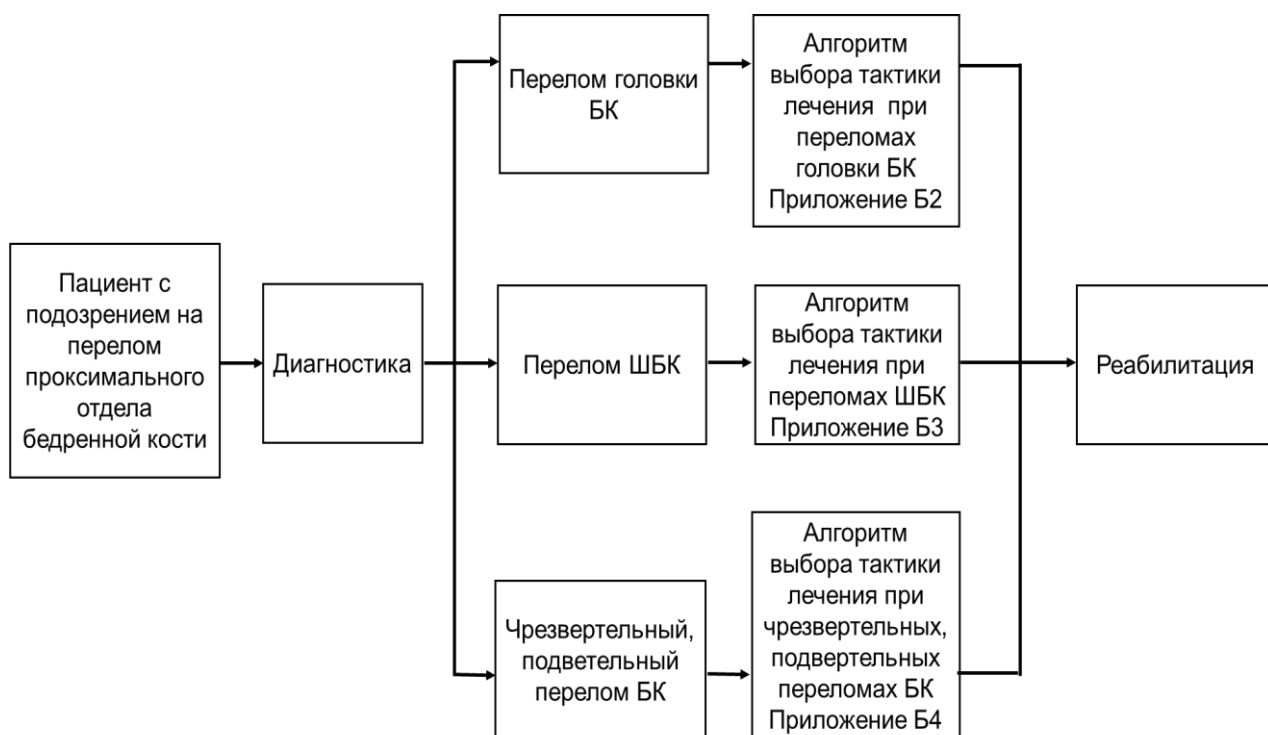 Пациент с
подозрением на
перелом
проксимального
отдела
бедренной кости
Диагностика
Перелом головки
БК
Алгоритм
выбора тактики
лечения при
переломах
головки БК
Приложение Б2
Перелом ШБК
Алгоритм
выбора тактики
лечения при
переломах ШБК
Приложение Б3
Чрезвертельный,
подветельный
перелом БК
Алгоритм
выбора тактики
лечения при
чрезвертельных,
подвертельных
переломах БК
Приложение Б4
Реабилитация